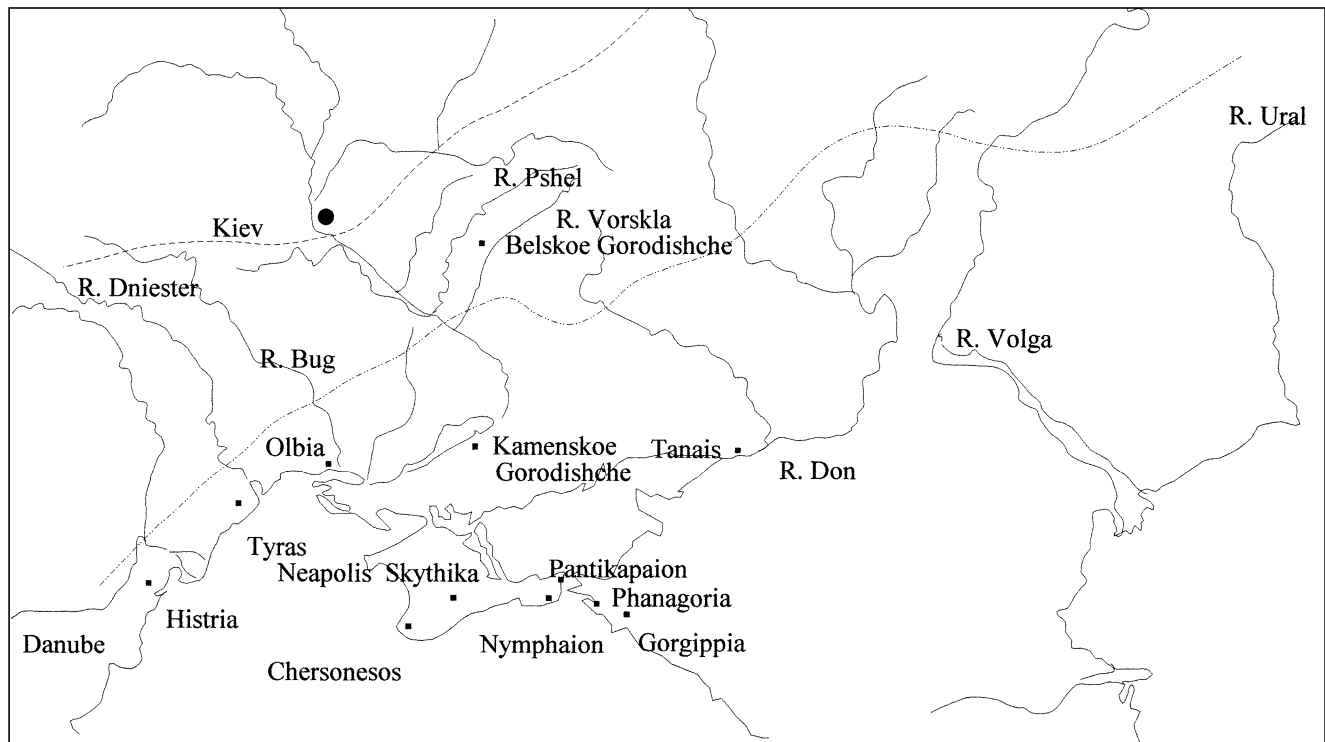 R. Ural
R. Pshel
R. Vorskla
Kiev
Belskoe Gorodishche
R. Dniester
R. Volga
R. Bug
Olbia
Kamenskoe
Gorodishche
Tanais
R. Don
Tyras
Neapolis Skythika
Pantikapaion
Phanagoria
Histria
Danube
Nymphaion
Gorgippia
Chersonesos